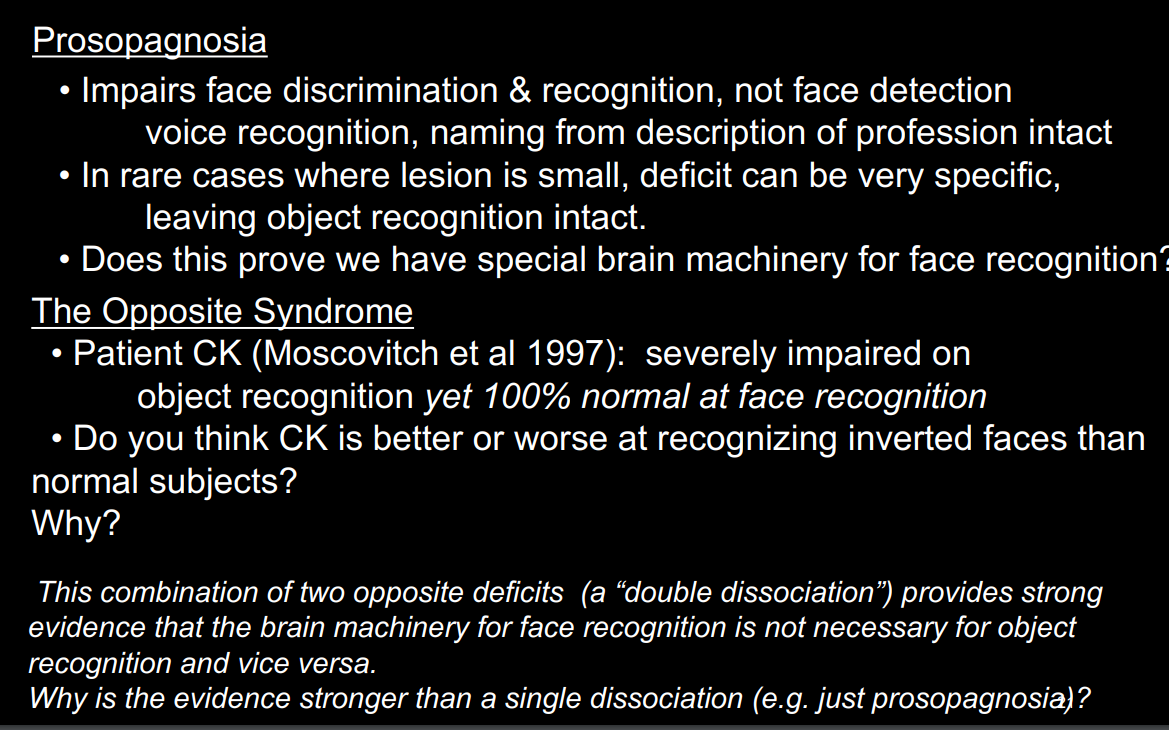 Prosopagnosia
• Impairs face discrimination & recognition, not face detection
voice recognition, naming from description of profession intact
• In rare cases where lesion is small, deficit can be very specific,
leaving object recognition intact.
• Does this prove we have special brain machinery for face recognition?
The Opposite Syndrome
• Patient CK (Moscovitch et al 1997): severely impaired on
object recognition yet 100% normal at face recognition
• Do you think CK is better or worse at recognizing inverted faces than
normal subjects?
Why?
This combination of two opposite deficits (a “double dissociation”) provides strong
evidence that the brain machinery for face recognition is not necessary for object
recognition and vice versa.
Why is the evidence stronger than a single dissociation (e.g. just prosopagnosia)?